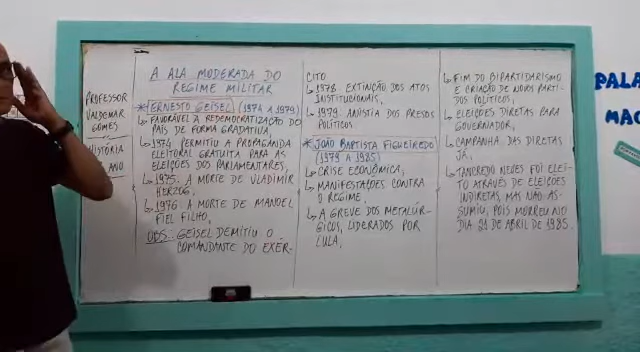 PROFESSOR
VALDEMAR
GOMES
HISTÓRIA
ANO
A ALA MODERADA DO
REGIME MILITAR
* ERNESTO GEISEL (1974 A 1979)
↳ FAVORÁVEL A REDEMOCRATIZAÇÃO DO
PAÍS DE FORMA GRADATIVA,
↳ 1974 PERMITIU A PROPAGANDA
ELEITORAL GRATUITA PARA AS
ELEIÇÕES DOS PARLAMENTARES,
↳ 1975: A MORTE DE VLADIMIR
HERZOG,
↳ 1976 A MORTE DE MANOEL
FIEL FILHO,
OBS: GEISEL DEMITIU O
COMANDANTE DO EXÉR-
CITO
↳ 1978 EXTINÇÃO DOS ATOS
INSTITUCIONAIS,
↳ 1979: ANISTIA DOS PRESOS
POLÍTICOS
* JOÃO BAPTISTA FIGUEIREDO
(1979 A 1985)
↳ CRISE ECONÔMICA,
↳ MANIFESTAÇÕES CONTRA
O REGIME,
↳ A GREVE DOS METALÚR-
GICOS, LIDERADOS POR
LULA,
↳ FIM DO BIPARTIDARISMO
E CRIAÇÃO DE NOVOS PARTI-
DOS POLÍTICOS,
↳ ELEIÇÕES DIRETAS PARA
GOVERNADOR,
↳ CAMPANHA DAS DIRETAS
JÁ,
↳ TANCREDO NEVES FOI ELEI-
TO ATRAVÉS DE ELEIÇÕES
INDIRETAS, MAS NÃO AS-
SUMIU, POIS MORREU NO
DIA 21 DE ABRIL DE 1985.
PALA
MAG